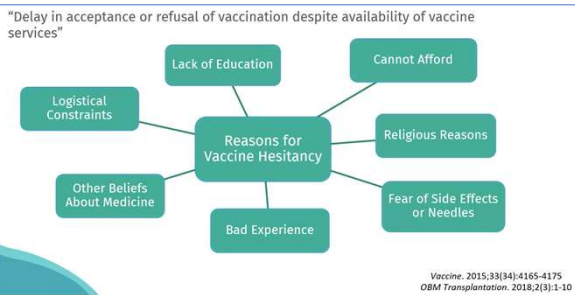 “Delay in acceptance or refusal of vaccination despite availability of vaccine
services”
Lack of Education
Cannot Afford
Logistical
Constraints
Reasons for
Vaccine Hesitancy
Religious Reasons
Other Beliefs
About Medicine
Fear of Side Effects
or Needles
Bad Experience
Vaccine. 2015;33(34):4165-4175
OBM Transplantation. 2018;2(3):1-10